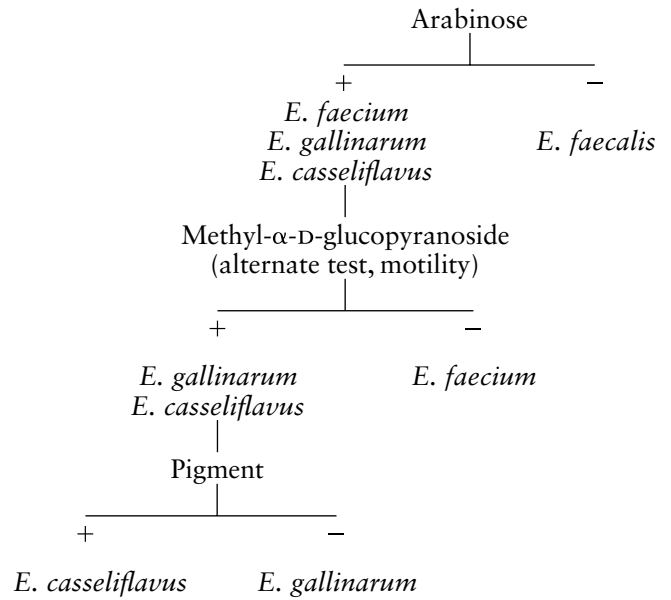 Arabinose
+ −
E. faecium
E. gallinarum E. faecalis
E. casseliflavus
Methyl-α-D-glucopyranoside
(alternate test, motility)
+ −
E. gallinarum E. faecium
E. casseliflavus
Pigment
+ −
E. casseliflavus E. gallinarum